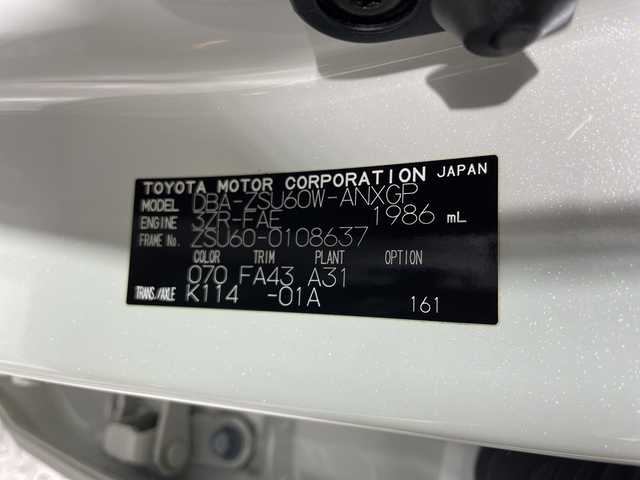 TOYOTA MOTOR CORPORATION JAPAN
MODEL DBA-ZSU60W-ANXGP
ENGINE 3ZR-FAE 1986 mL
FRAME No. ZSU60-0108637
COLOR TRIM PLANT OPTION
070 FA43 A31
TRANS./AXLE K114 -01A
161